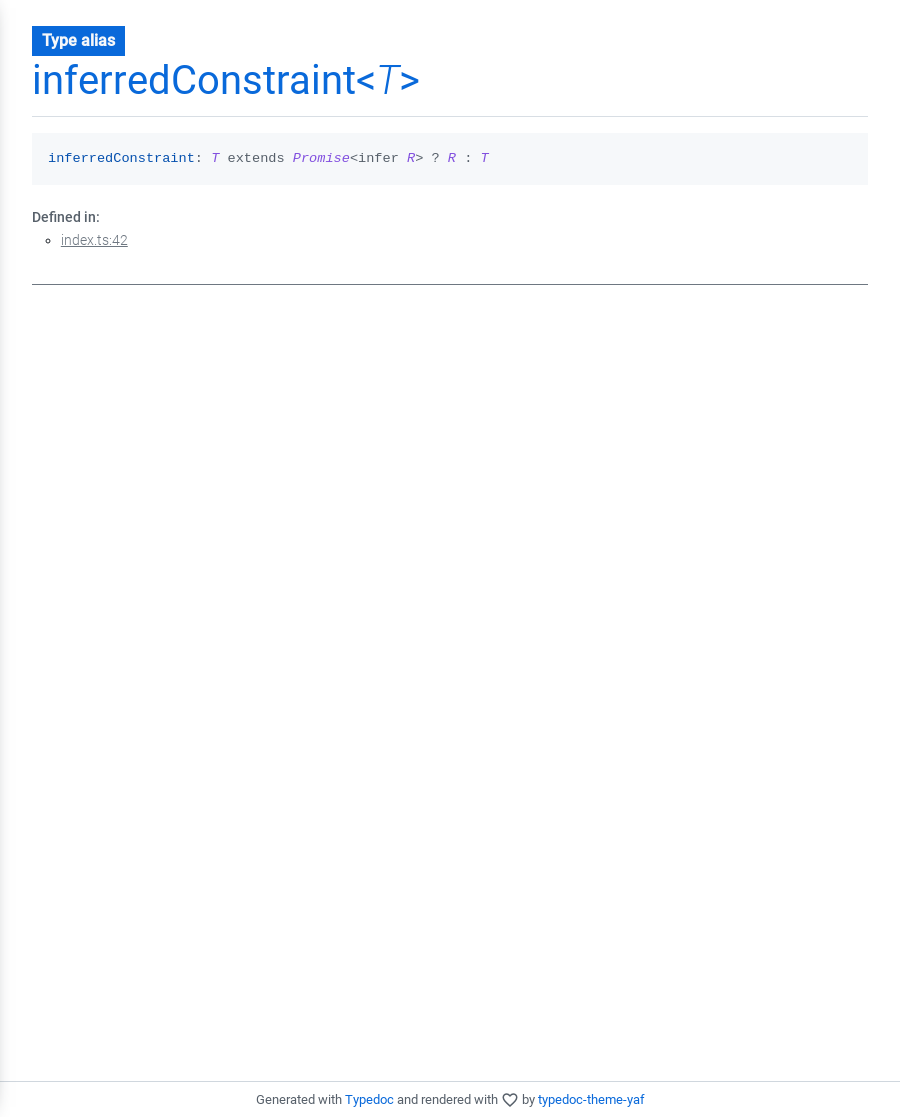 Type alias
inferredConstraint<T>
inferredConstraint: T extends Promise<infer R> ? R : T
Defined in:
index.ts:42
Generated with Typedoc and rendered with ♡ by typedoc-theme-yaf